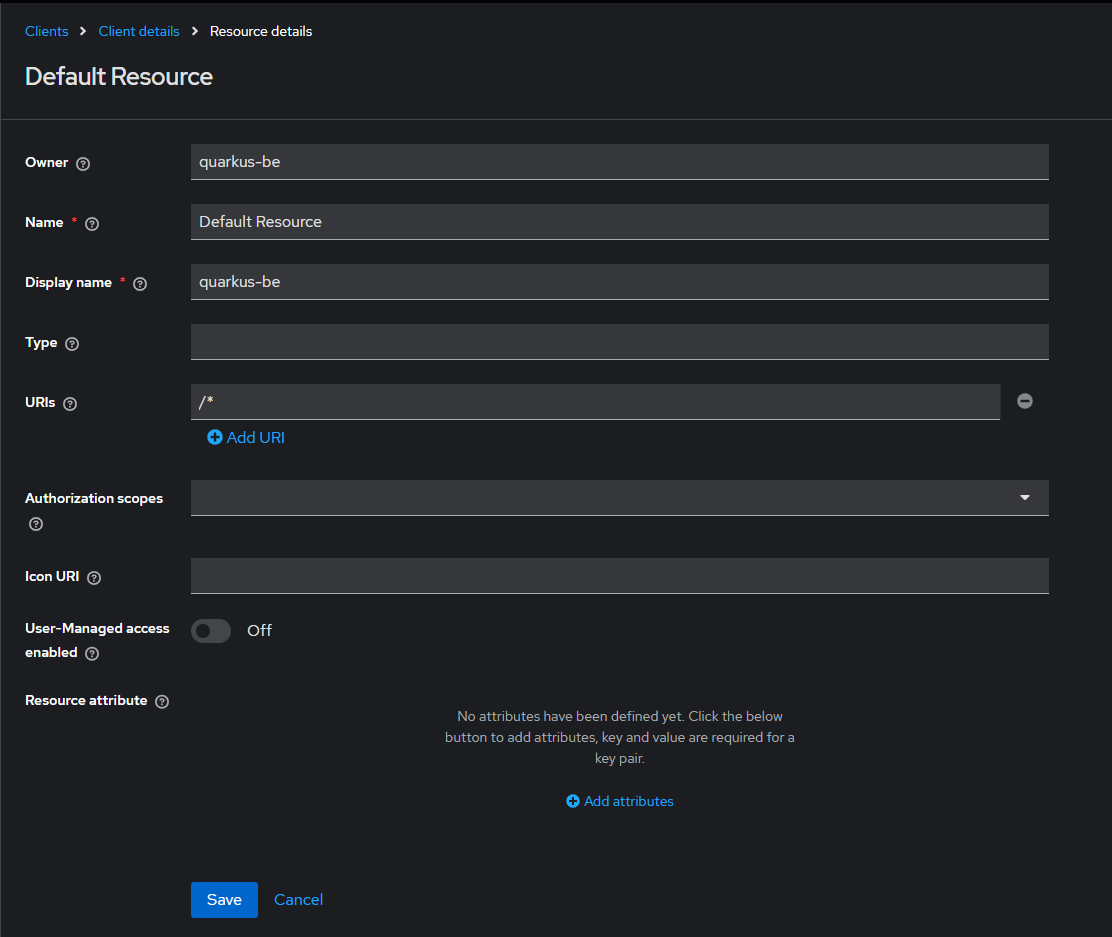 Clients > Client details > Resource details
Default Resource
Owner quarkus-be
Name * Default Resource
Display name * quarkus-be
Type
URIs /*
Add URI
Authorization scopes
Icon URI
User-Managed access
enabled
Off
Resource attribute
No attributes have been defined yet. Click the below
button to add attributes, key and value are required for a
key pair.
Add attributes
Save Cancel